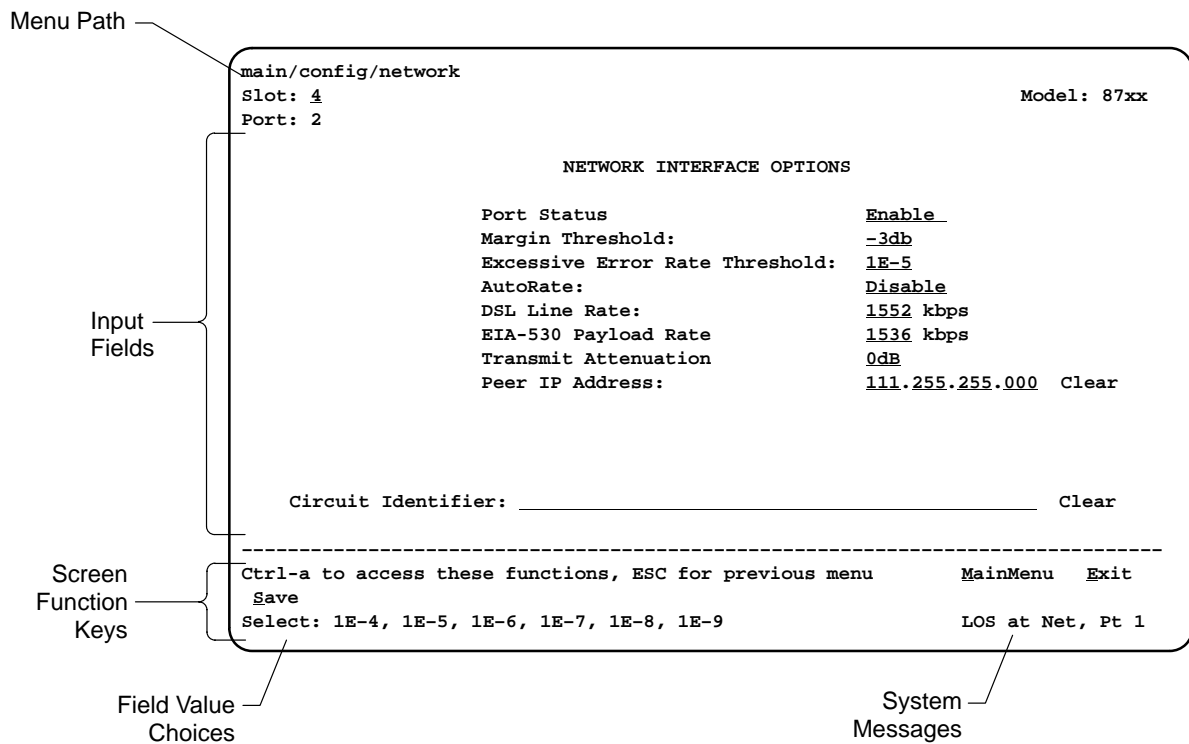 Menu Path
main/config/network
Slot: 4 Model: 87xx
Port: 2
NETWORK INTERFACE OPTIONS
Port Status Enable
Margin Threshold: –3db
Excessive Error Rate Threshold: 1E–5
AutoRate: Disable
DSL Line Rate: 1552 kbps
EIA-530 Payload Rate 1536 kbps
Transmit Attenuation 0dB
Peer IP Address: 111.255.255.000 Clear
Input
Fields
Circuit Identifier: Clear
Screen
Function
Keys
Ctrl-a to access these functions, ESC for previous menu MainMenu Exit
Save
Select: 1E–4, 1E–5, 1E–6, 1E–7, 1E–8, 1E–9 LOS at Net, Pt 1
Field Value
Choices
System
Messages